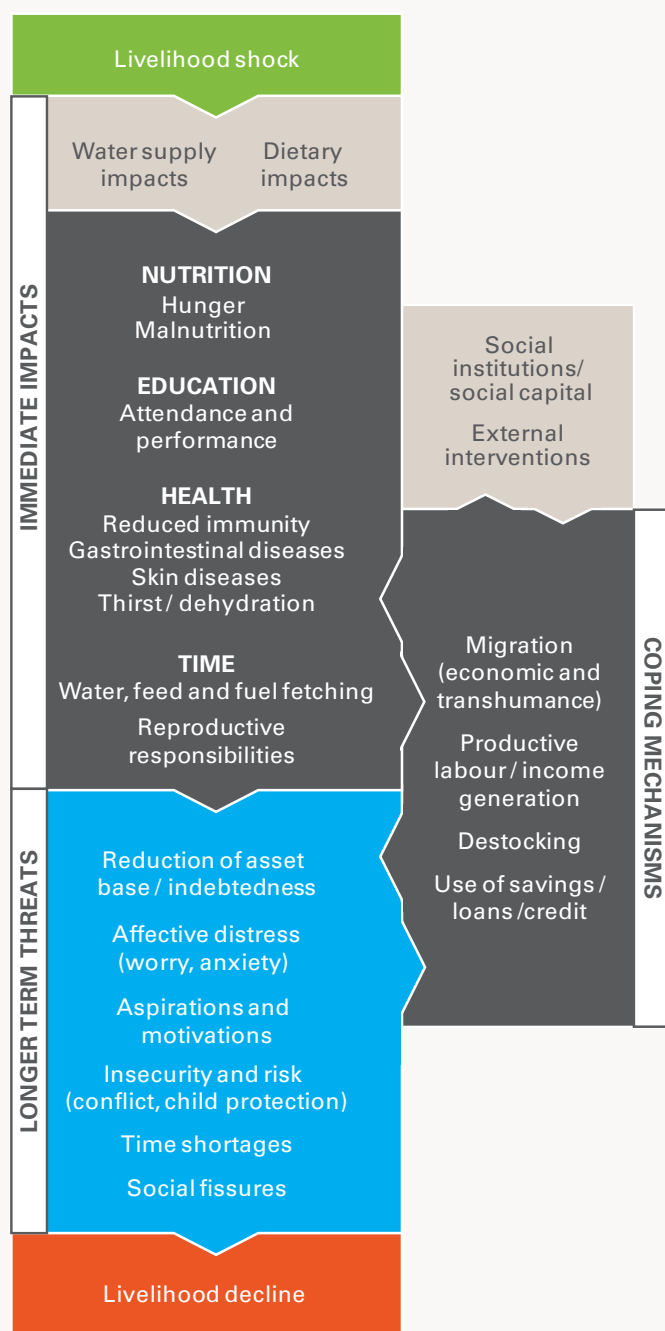 Livelihood shock
IMMEDIATE IMPACTS
Water supply
impacts
Dietary
impacts
NUTRITION
Hunger
Malnutrition
EDUCATION
Attendance and
performance
HEALTH
Reduced immunity
Gastrointestinal diseases
Skin diseases
Thirst / dehydration
TIME
Water, feed and fuel fetching
Reproductive
responsibilities
LONGER TERM THREATS
Reduction of asset
base / indebtedness
Affective distress
(worry, anxiety)
Aspirations and
motivations
Insecurity and risk
(conflict, child protection)
Time shortages
Social fissures
Livelihood decline
Social
institutions/
social capital
External
interventions
COPING MECHANISMS
Migration
(economic and
transhumance)
Productive
labour / income
generation
Destocking
Use of savings /
loans /credit